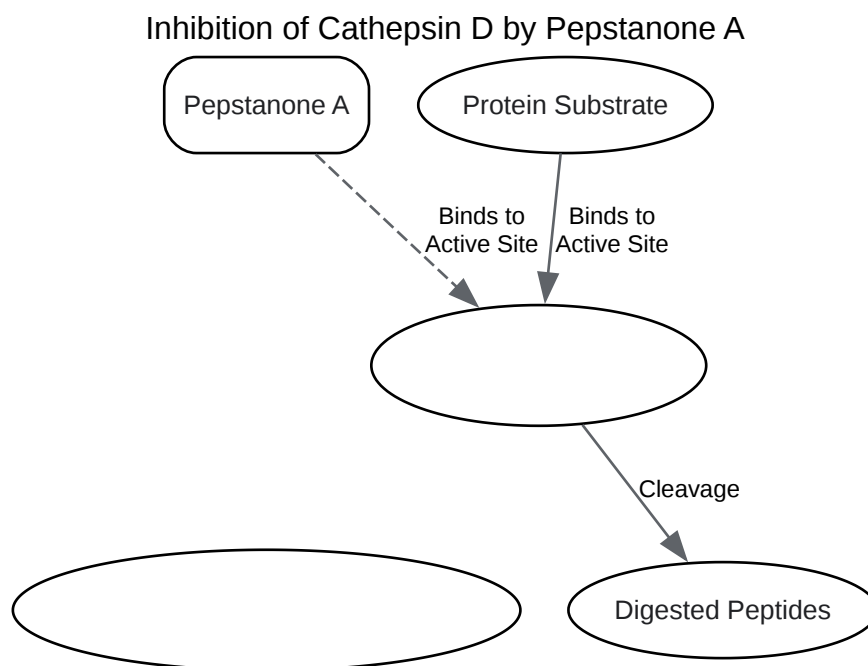 Inhibition of Cathepsin D by Pepstanone A
Pepstanone A
Protein Substrate
Binds to
Active Site
Binds to
Active Site
Cleavage
Digested Peptides